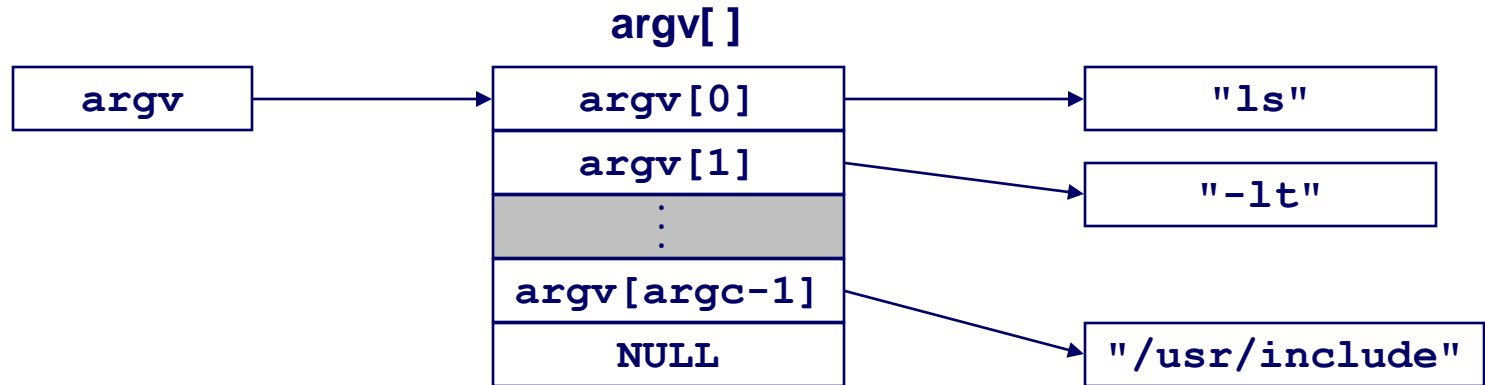 argv[ ]
argv
argv[0]
"ls"
argv[1]
"-lt"
.
.
.
argv[argc-1]
NULL
"/usr/include"